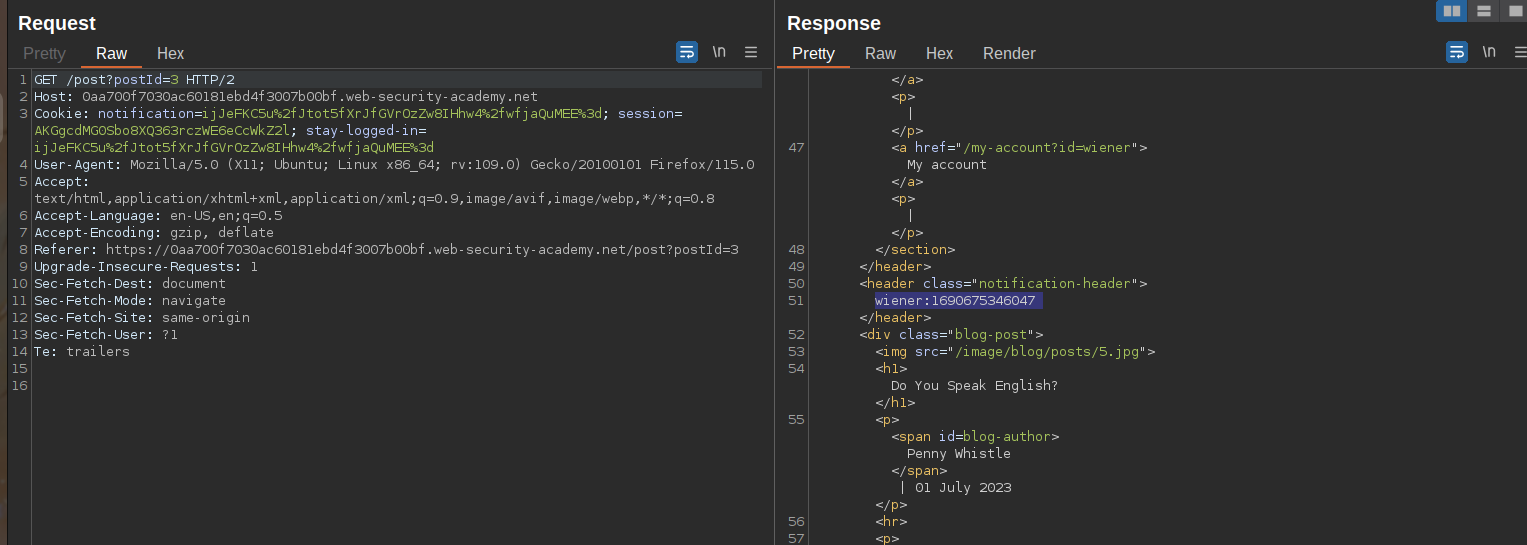 Request
Pretty Raw Hex
\n
1 GET /post?postId=3 HTTP/2
2 Host: 0aa700f7030ac60181ebd4f3007b00bf.web-security-academy.net
3 Cookie: notification=ijJeFKC5u%2fJtot5fXrJfGVrOzZw8IHhw4%2fwfjaQuMEE%3d; session=
AKGgcdMGOSbo8XQ363rczWE6eCcWkZ2l; stay-logged-in=
ijJeFKC5u%2fJtot5fXrJfGVrOzZw8IHhw4%2fwfjaQuMEE%3d
4 User-Agent: Mozilla/5.0 (X11; Ubuntu; Linux x86_64; rv:109.0) Gecko/20100101 Firefox/115.0
5 Accept:
text/html,application/xhtml+xml,application/xml;q=0.9,image/avif,image/webp,*/*;q=0.8
6 Accept-Language: en-US,en;q=0.5
7 Accept-Encoding: gzip, deflate
8 Referer: https://0aa700f7030ac60181ebd4f3007b00bf.web-security-academy.net/post?postId=3
9 Upgrade-Insecure-Requests: 1
10 Sec-Fetch-Dest: document
11 Sec-Fetch-Mode: navigate
12 Sec-Fetch-Site: same-origin
13 Sec-Fetch-User: ?1
14 Te: trailers
15
16
Response
Pretty Raw Hex Render
\n
</a>
<p>
|
</p>
47 <a href="/my-account?id=wiener">
My account
</a>
<p>
|
</p>
48 </section>
49 </header>
50 <header class="notification-header">
51 wiener:1690675346047
</header>
52 <div class="blog-post">
53 <img src="/image/blog/posts/5.jpg">
54 <h1>
Do You Speak English?
</h1>
55 <p>
<span id=blog-author>
Penny Whistle
</span>
| 01 July 2023
</p>
56 <hr>
57 <p>